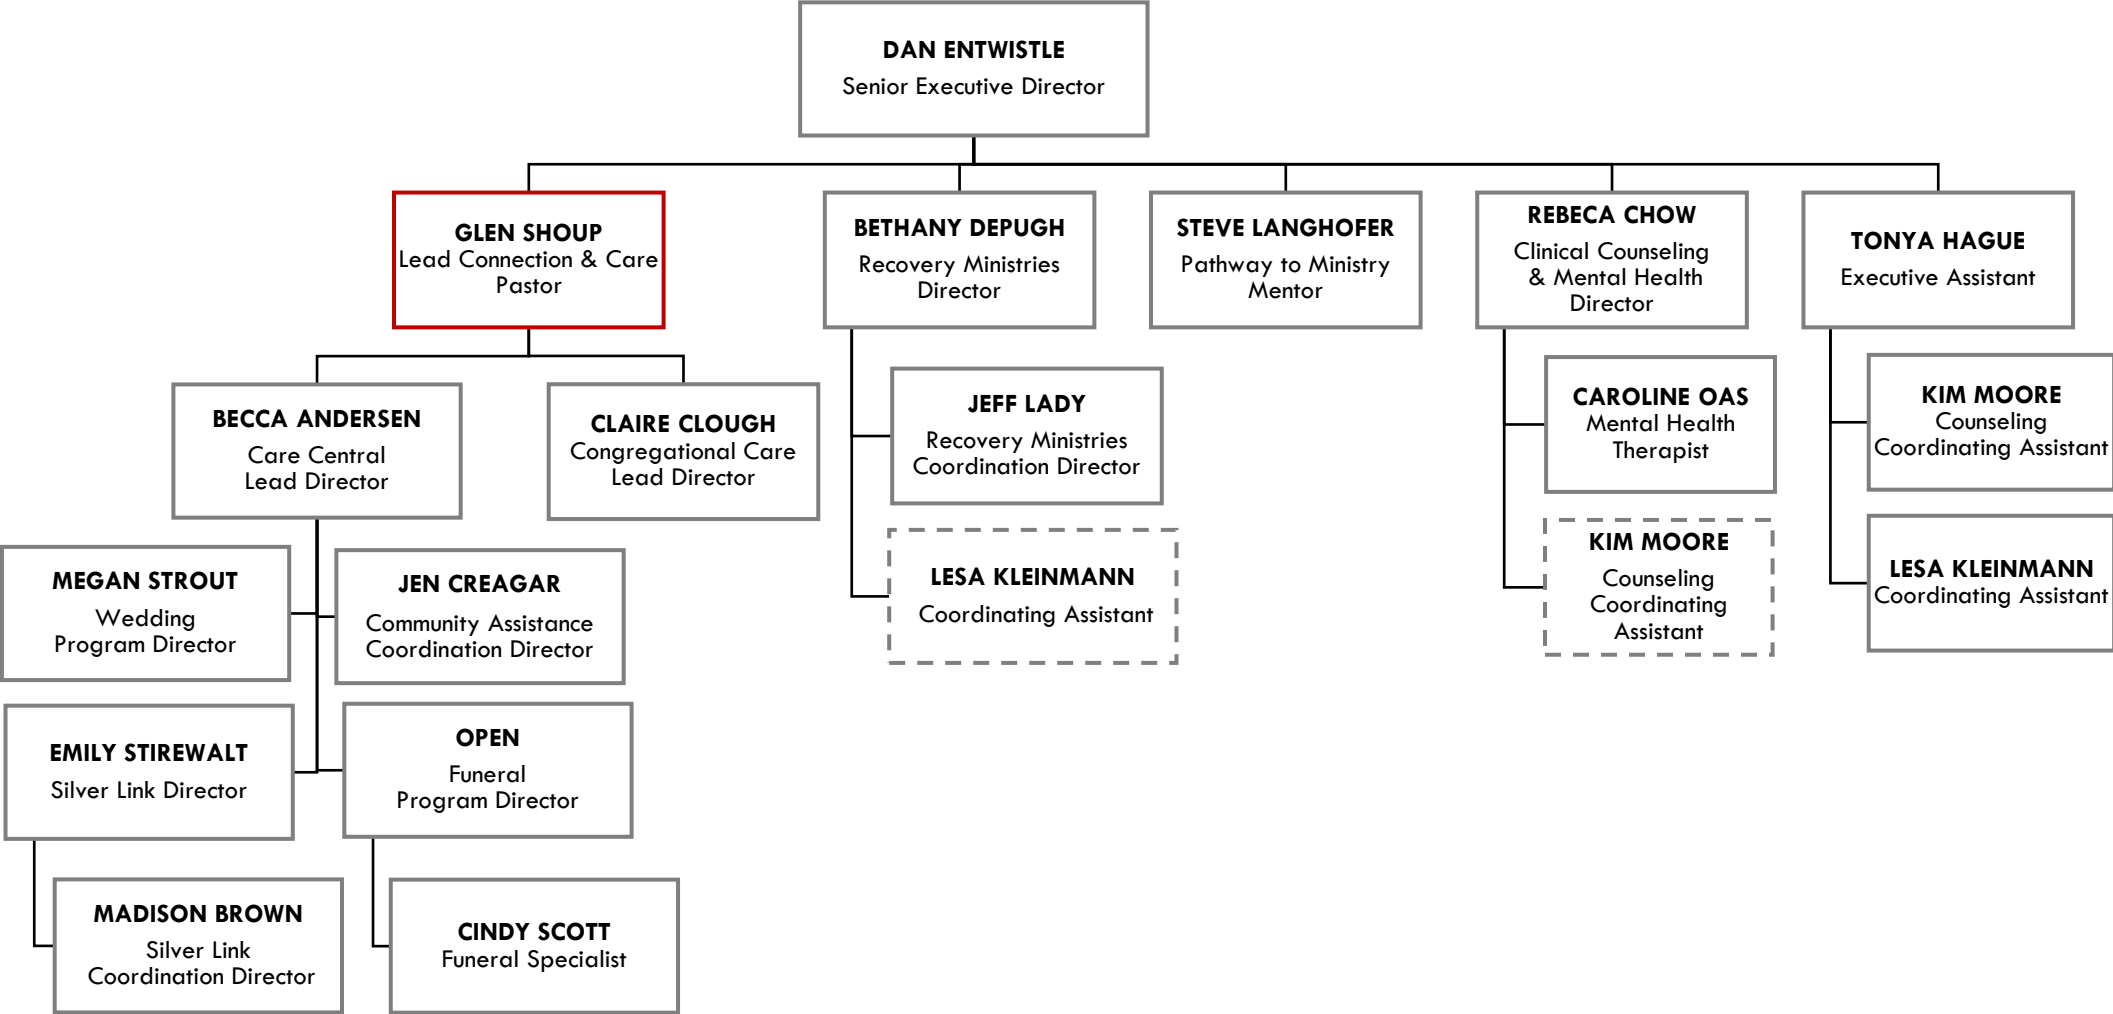 DAN ENTWISTLE
Senior Executive Director
GLEN SHOUP
Lead Connection & Care
Pastor
BETHANY DEPUGH
Recovery Ministries
Director
STEVE LANGHOFER
Pathway to Ministry
Mentor
REBECA CHOW
Clinical Counseling
& Mental Health
Director
TONYA HAGUE
Executive Assistant
BECCA ANDERSEN
Care Central
Lead Director
CLAIRE CLOUGH
Congregational Care
Lead Director
JEFF LADY
Recovery Ministries
Coordination Director
CAROLINE OAS
Mental Health
Therapist
KIM MOORE
Counseling
Coordinating Assistant
MEGAN STROUT
Wedding
Program Director
JEN CREAGAR
Community Assistance
Coordination Director
LESA KLEINMANN
Coordinating Assistant
KIM MOORE
Counseling
Coordinating
Assistant
LESA KLEINMANN
Coordinating Assistant
EMILY STIREWALT
Silver Link Director
OPEN
Funeral
Program Director
MADISON BROWN
Silver Link
Coordination Director
CINDY SCOTT
Funeral Specialist